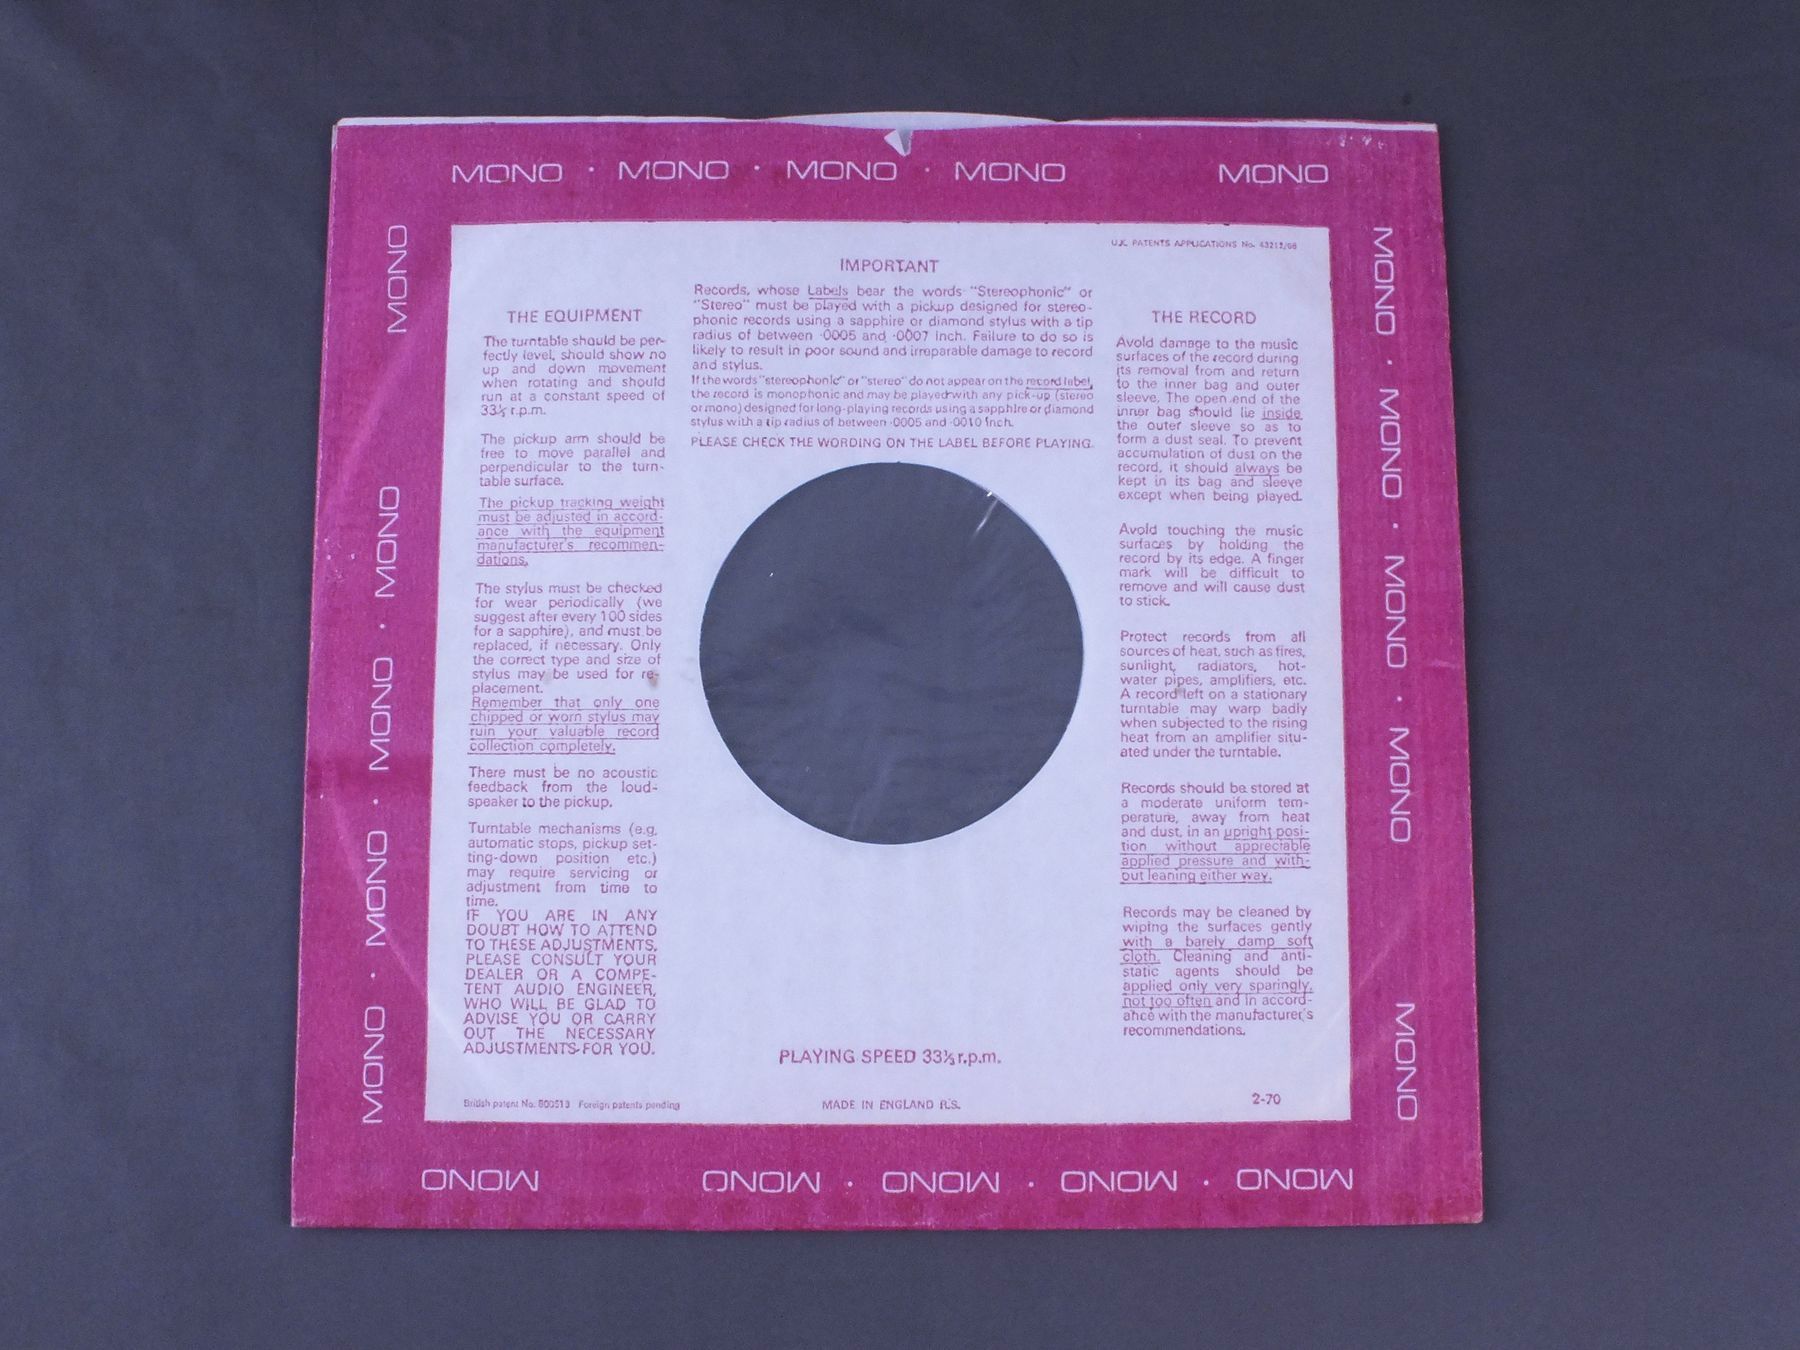 MONO · MONO · MONO · MONO MONO
MONO
MONO · MONO · MONO · MONO
MONO · MONO · MONO · MONO
MONO
U.K. PATENTS APPLICATIONS No. 43212/68
IMPORTANT
Records, whose Labels bear the words "Stereophonic" or
"Stereo" must be played with a pickup designed for stereo-
phonic records using a sapphire or diamond stylus with a tip
radius of between ·0005 and ·0007 inch. Failure to do so is
likely to result in poor sound and irreparable damage to record
and stylus.
If the words "stereophonic" or "stereo" do not appear on the record label,
the record is monophonic and may be played with any pick-up (stereo
or mono) designed for long-playing records using a sapphire or diamond
stylus with a tip radius of between ·0005 and ·0010 inch.
PLEASE CHECK THE WORDING ON THE LABEL BEFORE PLAYING.
THE EQUIPMENT
The turntable should be per-
fectly level, should show no
up and down movement
when rotating and should
run at a constant speed of
33⅓ r.p.m.
The pickup arm should be
free to move parallel and
perpendicular to the turn-
table surface.
The pickup tracking weight
must be adjusted in accord-
ance with the equipment
manufacturer's recommen-
dations.
The stylus must be checked
for wear periodically (we
suggest after every 100 sides
for a sapphire), and must be
replaced, if necessary. Only
the correct type and size of
stylus may be used for re-
placement.
Remember that only one
chipped or worn stylus may
ruin your valuable record
collection completely.
There must be no acoustic
feedback from the loud-
speaker to the pickup.
Turntable mechanisms (e.g.
automatic stops, pickup set-
ting-down position etc.)
may require servicing or
adjustment from time to
time.
IF YOU ARE IN ANY
DOUBT HOW TO ATTEND
TO THESE ADJUSTMENTS,
PLEASE CONSULT YOUR
DEALER OR A COMPE-
TENT AUDIO ENGINEER,
WHO WILL BE GLAD TO
ADVISE YOU OR CARRY
OUT THE NECESSARY
ADJUSTMENTS FOR YOU.
THE RECORD
Avoid damage to the music
surfaces of the record during
its removal from and return
to the inner bag and outer
sleeve. The open end of the
inner bag should lie inside
the outer sleeve so as to
form a dust seal. To prevent
accumulation of dust on the
record, it should always be
kept in its bag and sleeve
except when being played.
Avoid touching the music
surfaces by holding the
record by its edge. A finger
mark will be difficult to
remove and will cause dust
to stick.
Protect records from all
sources of heat, such as fires,
sunlight, radiators, hot-
water pipes, amplifiers, etc.
A record left on a stationary
turntable may warp badly
when subjected to the rising
heat from an amplifier situ-
ated under the turntable.
Records should be stored at
a moderate uniform tem-
perature, away from heat
and dust, in an upright posi-
tion without appreciable
applied pressure and with-
out leaning either way.
Records may be cleaned by
wiping the surfaces gently
with a barely damp soft
cloth. Cleaning and anti-
static agents should be
applied only very sparingly,
not too often and in accord-
ance with the manufacturer's
recommendations.
PLAYING SPEED 33⅓ r.p.m.
British patent No. 800513 Foreign patents pending
MADE IN ENGLAND R.S.
2-70
MONO MONO · MONO · MONO · MONO